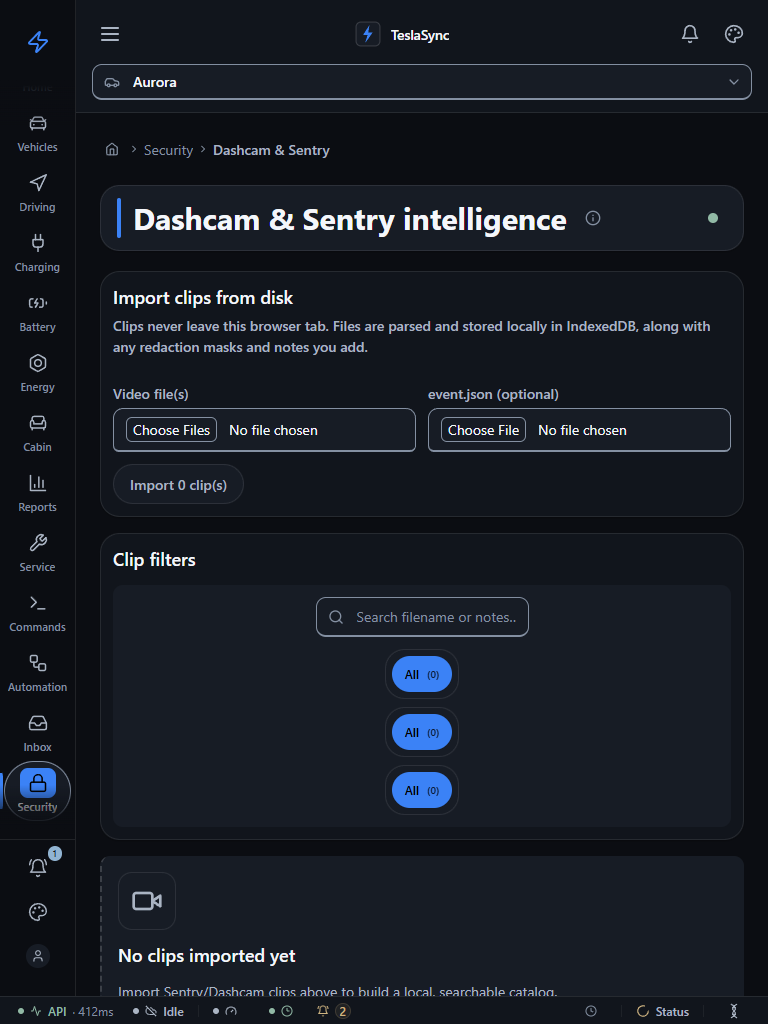 TeslaSync
Aurora
Vehicles
Driving
Charging
Battery
Energy
Cabin
Reports
Service
Commands
Automation
Inbox
Security
1
Security
Dashcam & Sentry
Dashcam & Sentry intelligence
Import clips from disk
Clips never leave this browser tab. Files are parsed and stored locally in IndexedDB, along with
any redaction masks and notes you add.
Video file(s)
event.json (optional)
Choose Files No file chosen
Choose File No file chosen
Import 0 clip(s)
Clip filters
Search filename or notes..
All (0)
All (0)
All (0)
No clips imported yet
Import Sentry/Dashcam clips above to build a local, searchable catalog.
API · 412ms
Idle
2
Status